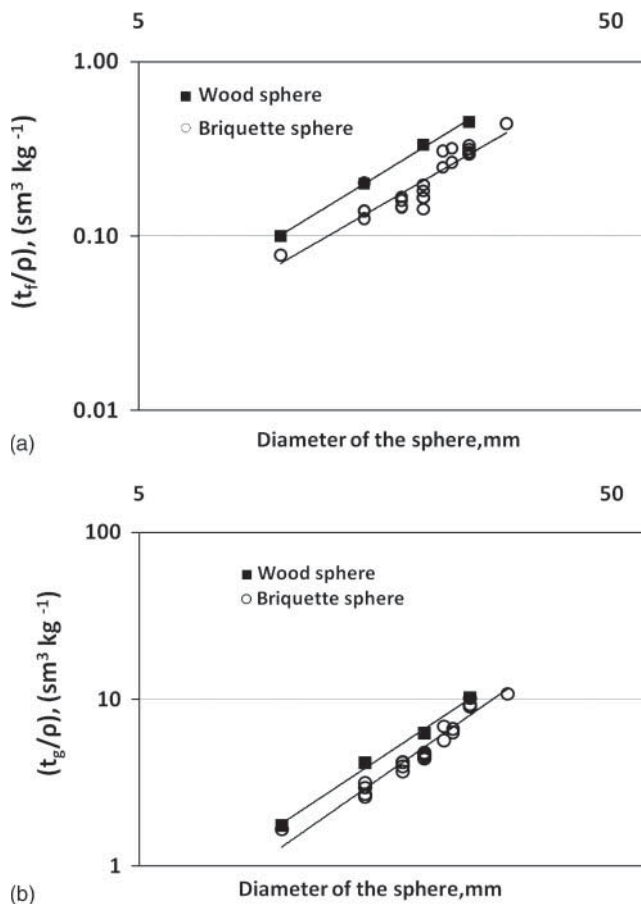 5 50
1.00
■ Wood sphere
○ Briquette sphere
(t_f/ρ), (sm³ kg⁻¹)
0.10
0.01
(a) Diameter of the sphere,mm
5 50
100
■ Wood sphere
○ Briquette sphere
(t_g/ρ), (sm³ kg⁻¹)
10
1
(b) Diameter of the sphere,mm